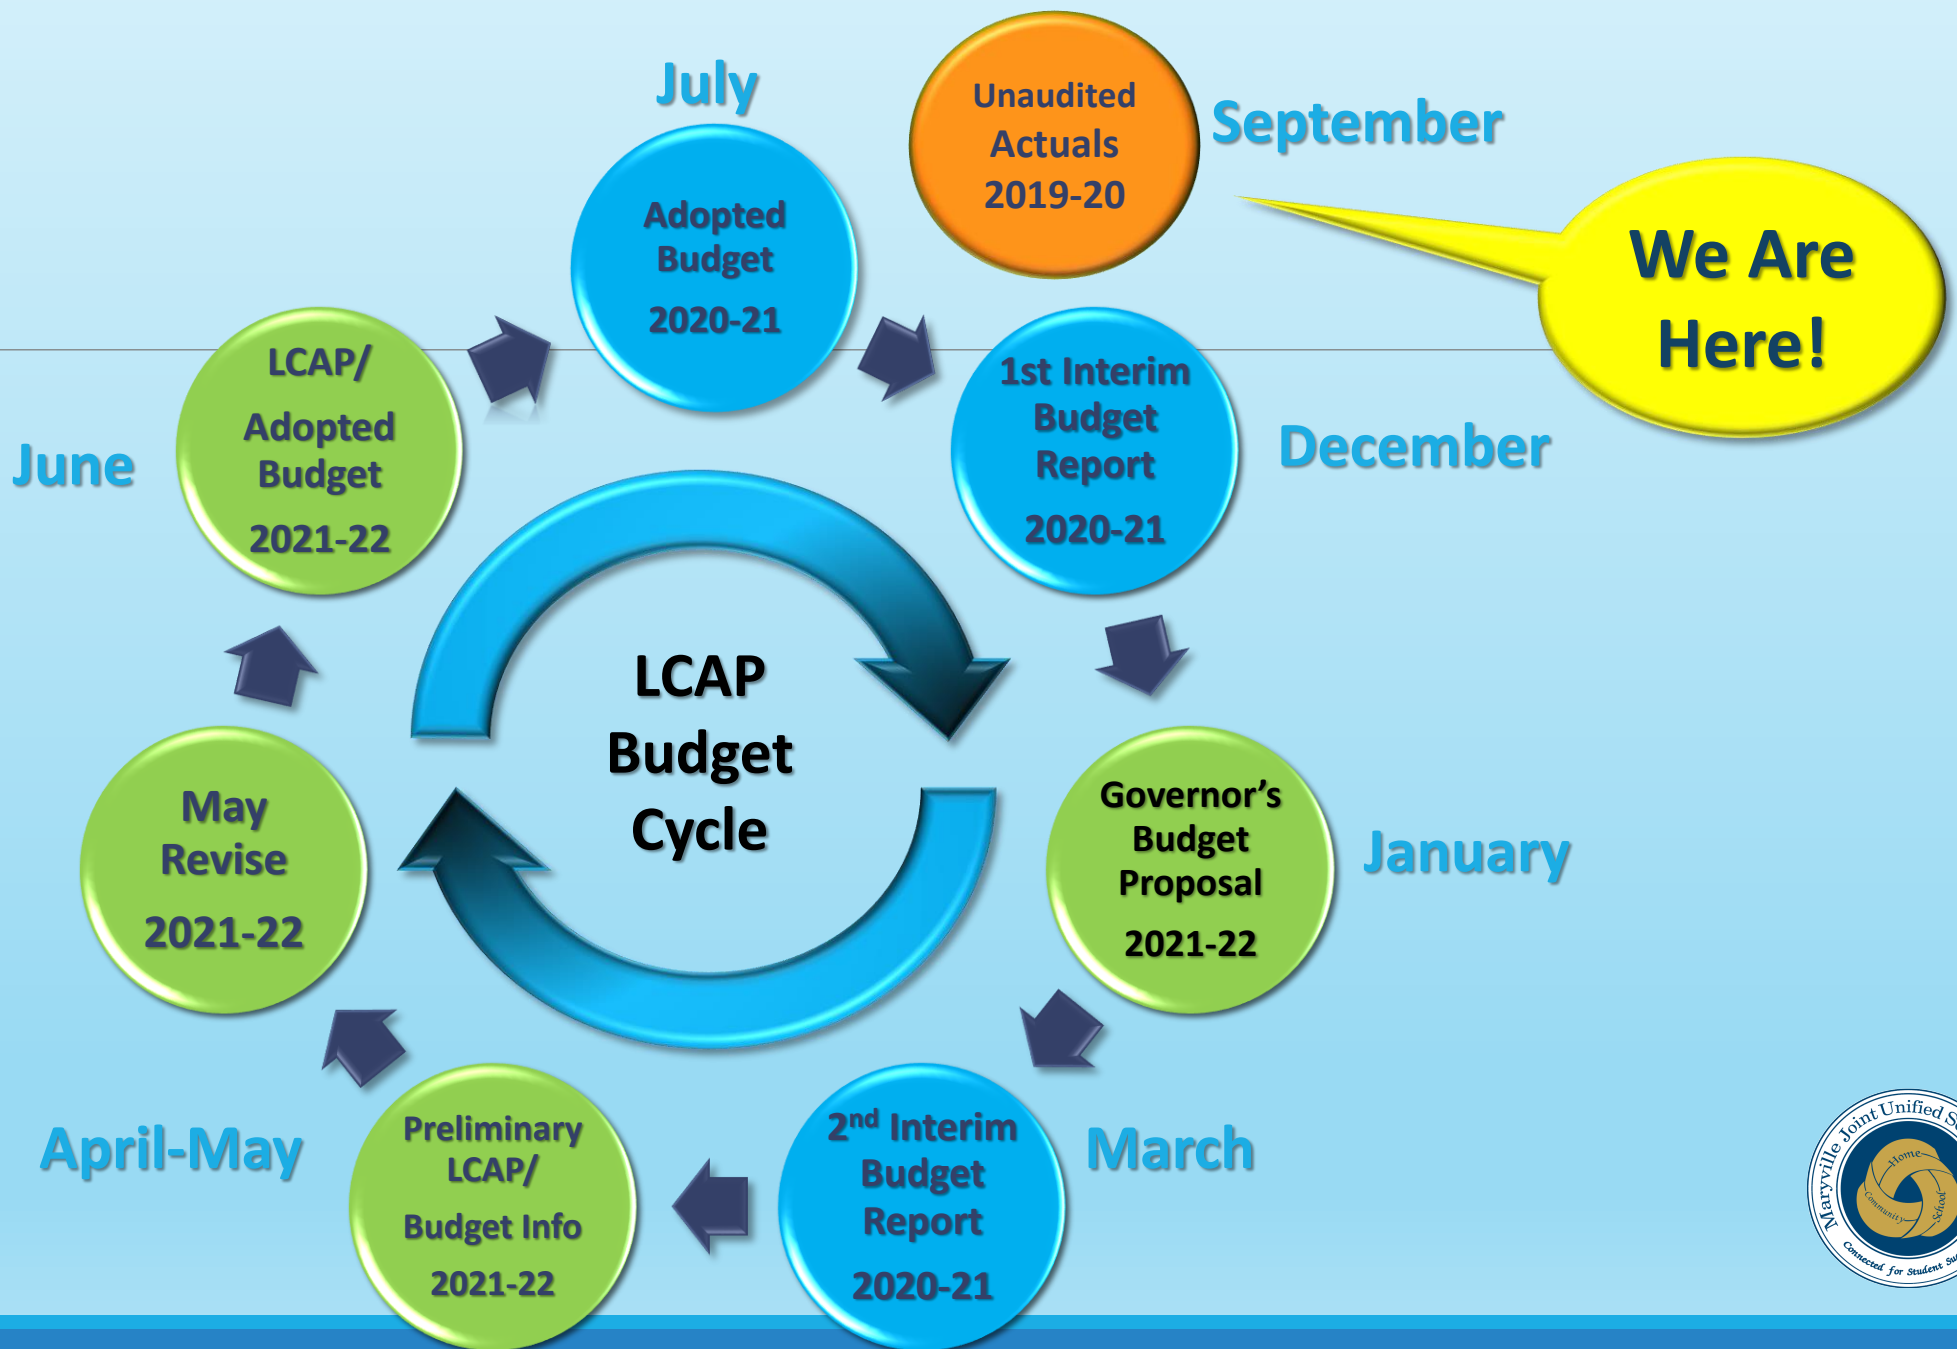 July
Unaudited
Actuals
2019-20
September
We Are
Here!
Adopted
Budget
2020-21
1st Interim
Budget
Report
2020-21
December
LCAP/
Adopted
Budget
2021-22
June
LCAP
Budget
Cycle
Governor's
Budget
Proposal
2021-22
January
May
Revise
2021-22
April-May
Preliminary
LCAP/
Budget Info
2021-22
2nd Interim
Budget
Report
2020-21
March
Maryville Joint Unified
Home
Community
School
Connected for Student